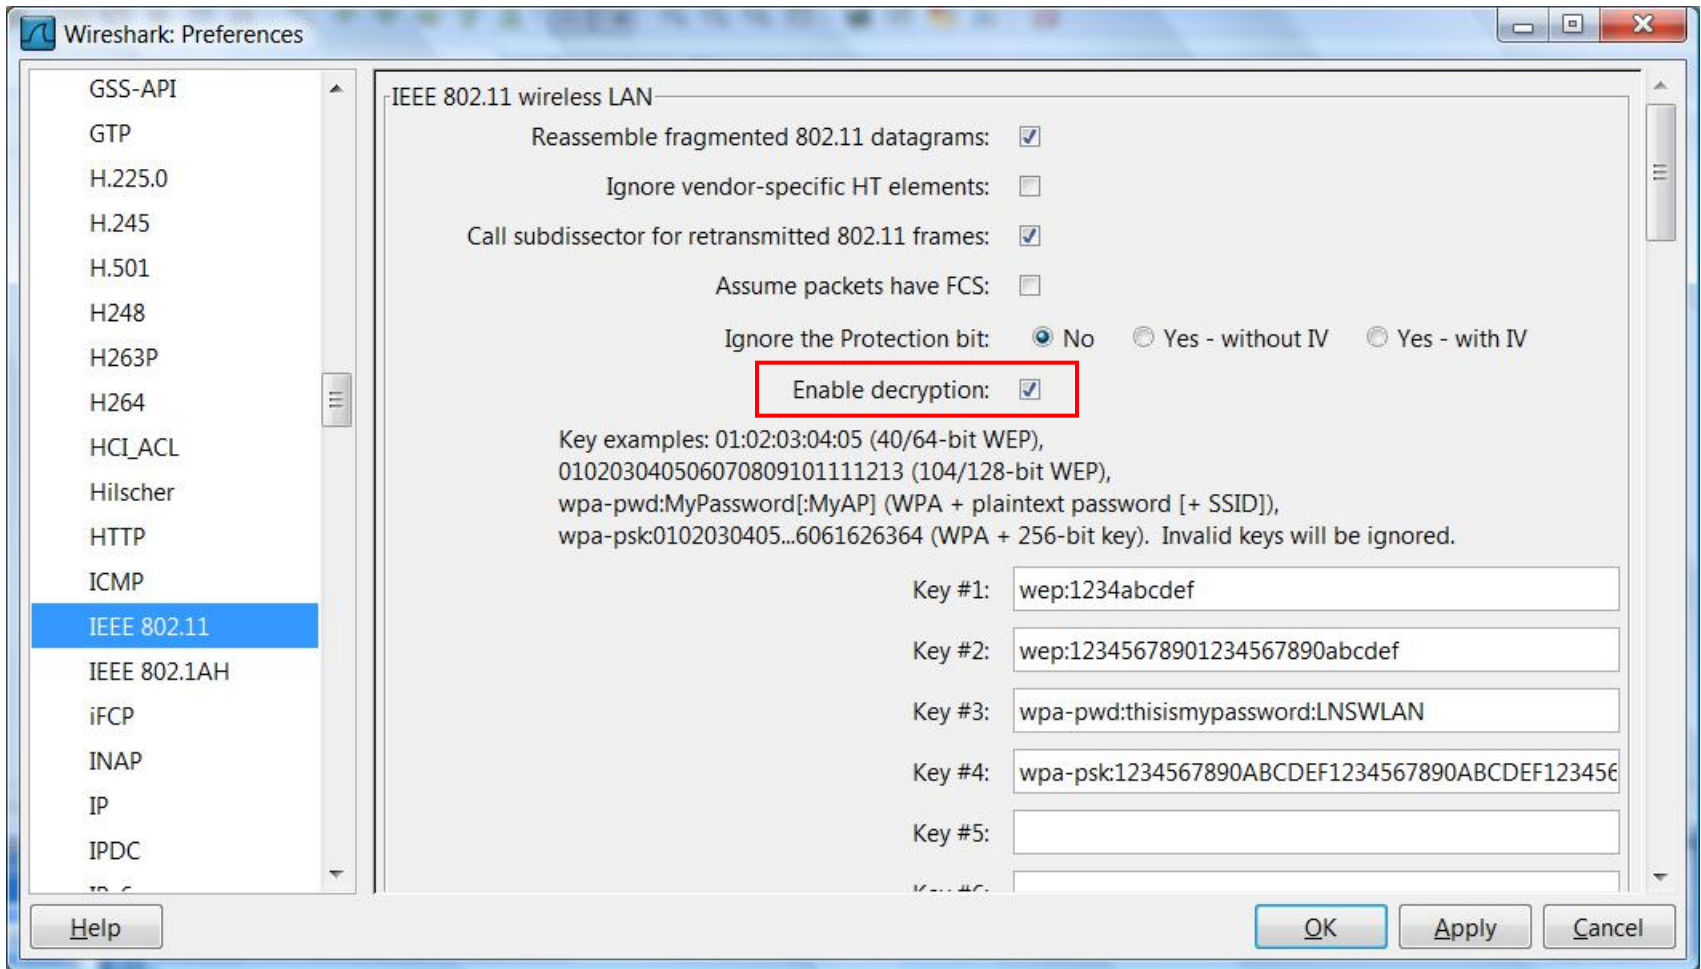 Wireshark: Preferences
GSS-API
GTP
H.225.0
H.245
H.501
H248
H263P
H264
HCI_ACL
Hilscher
HTTP
ICMP
IEEE 802.11
IEEE 802.1AH
iFCP
INAP
IP
IPDC
IEEE 802.11 wireless LAN
Reassemble fragmented 802.11 datagrams:
Ignore vendor-specific HT elements:
Call subdissector for retransmitted 802.11 frames:
Assume packets have FCS:
Ignore the Protection bit: No Yes - without IV Yes - with IV
Enable decryption:
Key examples: 01:02:03:04:05 (40/64-bit WEP),
010203040506070809101111213 (104/128-bit WEP),
wpa-pwd:MyPassword[:MyAP] (WPA + plaintext password [+ SSID]),
wpa-psk:0102030405...6061626364 (WPA + 256-bit key). Invalid keys will be ignored.
Key #1: wep:1234abcdef
Key #2: wep:12345678901234567890abcdef
Key #3: wpa-pwd:thisismypassword:LNSWLAN
Key #4: wpa-psk:1234567890ABCDEF1234567890ABCDEF123456
Key #5:
Help OK Apply Cancel